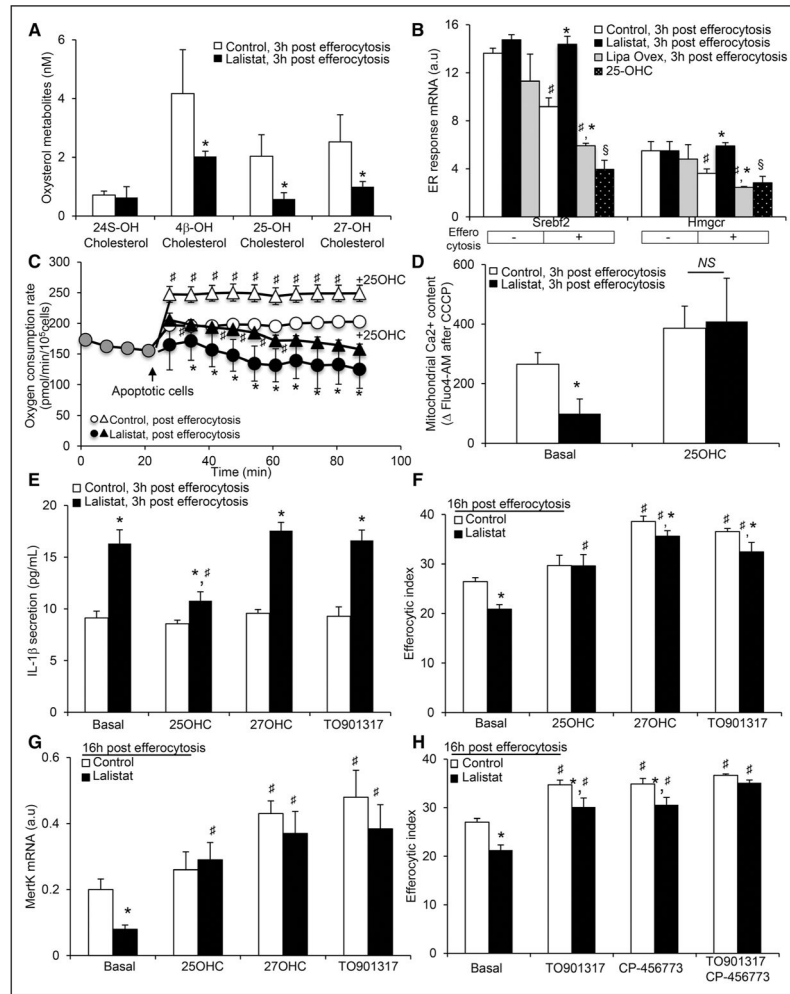 A
Control, 3h post efferocytosis
Lalistat, 3h post efferocytosis
Oxysterol metabolites (nM)
6
4
2
0
*
*
*
24S-OH Cholesterol
4β-OH Cholesterol
25-OH Cholesterol
27-OH Cholesterol
B
Control, 3h post efferocytosis
Lalistat, 3h post efferocytosis
Lipa Ovex, 3h post efferocytosis
25-OHC
ER response mRNA (a.u)
16
12
8
4
0
♯
*
♯,*
§
♯
*
♯,*
§
Srebf2
Hmgcr
Effero
cytosis
-
+
-
+
C
Oxygen consumption rate
(pmol/min/10⁶cells)
300
250
200
150
100
50
0
♯ ♯ ♯ ♯ ♯ ♯ ♯ ♯ ♯
+25OHC
+25OHC
* * * * * * * * *
Apoptotic cells
Control, post efferocytosis
Lalistat, post efferocytosis
0 20 40 60 80 100
Time (min)
D
Control, 3h post efferocytosis
Lalistat, 3h post efferocytosis
Mitochondrial Ca2+ content
(Δ Fluo4-AM after CCCP)
600
400
200
0
*
NS
Basal
25OHC
E
Control, 3h post efferocytosis
Lalistat, 3h post efferocytosis
IL-1β secretion (pg/mL)
20
15
10
5
0
*
*,♯
*
*
Basal
25OHC
27OHC
TO901317
F
16h post efferocytosis
Control
Lalistat
Efferocytic index
40
30
20
10
0
*
♯
♯
♯,*
♯
♯,*
Basal
25OHC
27OHC
TO901317
G
16h post efferocytosis
Control
Lalistat
MertK mRNA (a.u)
0.6
0.4
0.2
0
*
♯
♯
♯
♯
♯
Basal
25OHC
27OHC
TO901317
H
16h post efferocytosis
Control
Lalistat
Efferocytic index
40
30
20
10
0
*
♯
*,♯
♯
*,♯
♯
♯
Basal
TO901317
CP-456773
TO901317
CP-456773